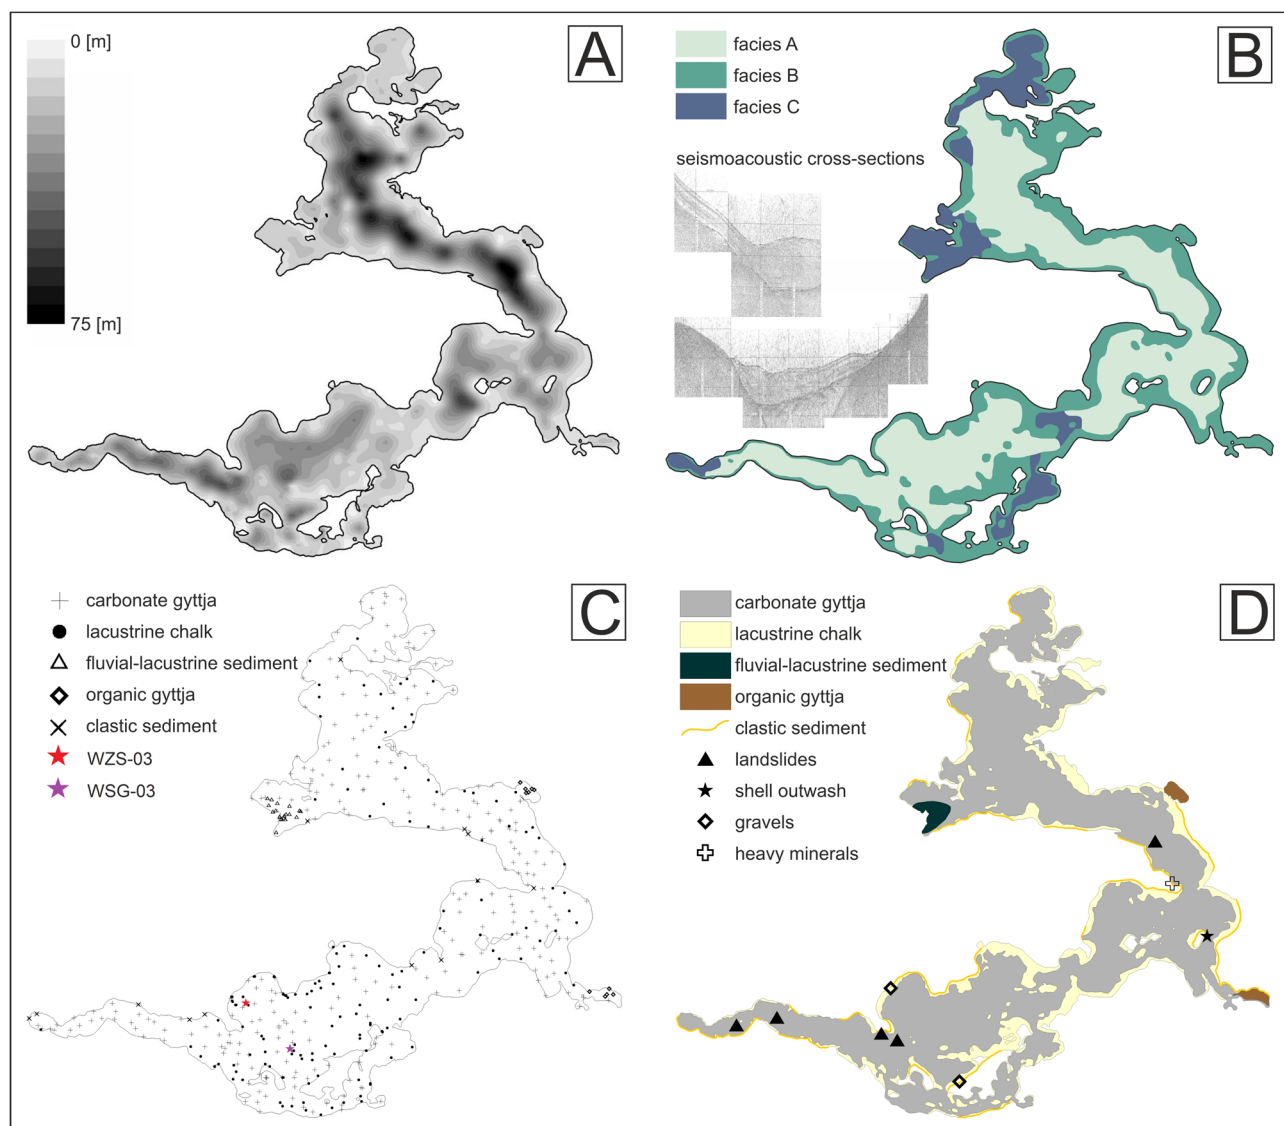 0 [m]
75 [m]
A
facies A
facies B
facies C
seismoacoustic cross-sections
B
carbonate gyttja
lacustrine chalk
fluvial-lacustrine sediment
organic gyttja
clastic sediment
WZS-03
WSG-03
C
carbonate gyttja
lacustrine chalk
fluvial-lacustrine sediment
organic gyttja
clastic sediment
landslides
shell outwash
gravels
heavy minerals
D